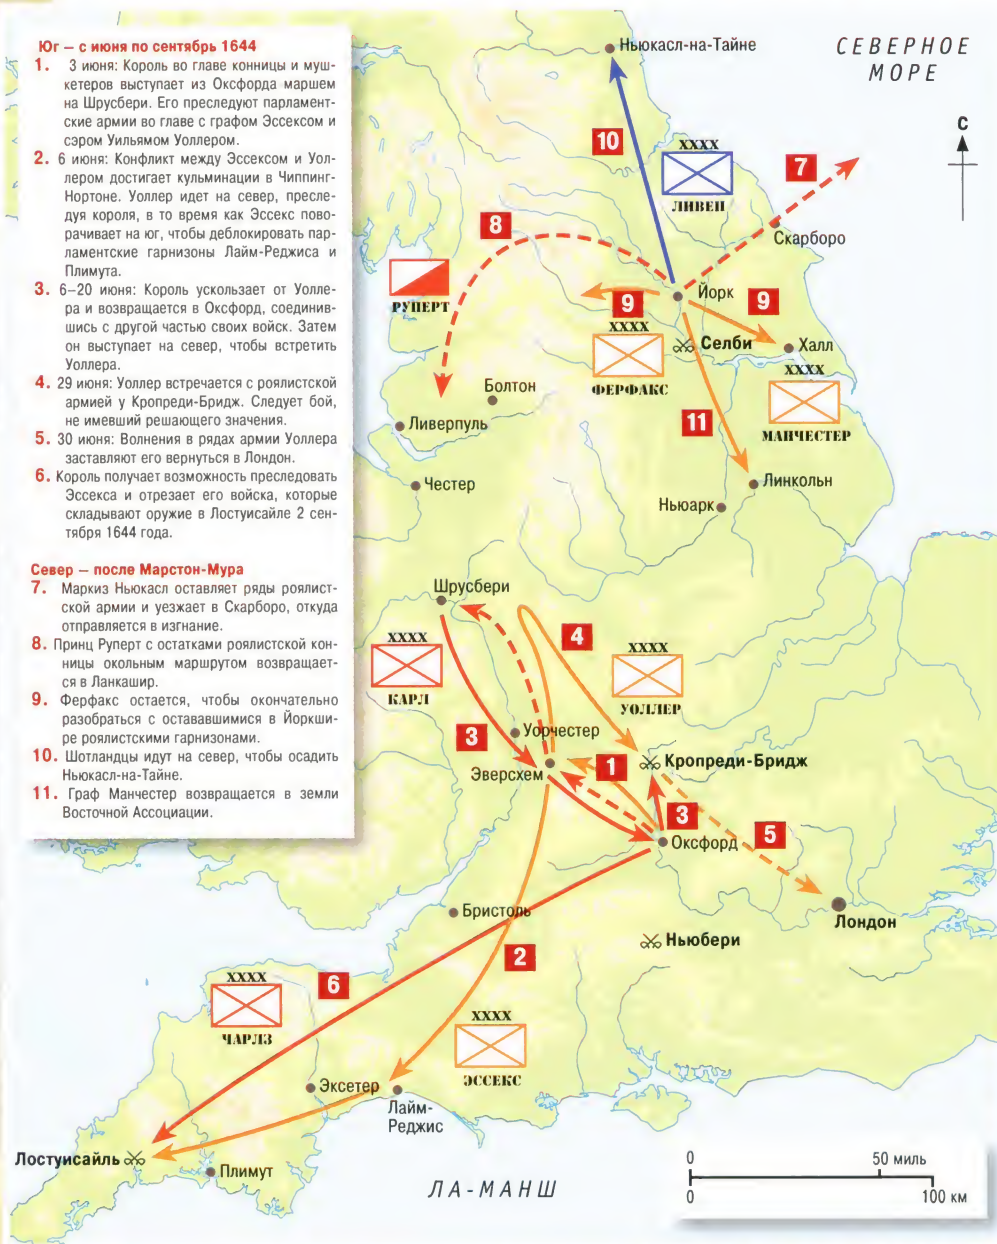 Юг – с июня по сентябрь 1644
1. 3 июня: Король во главе конницы и муш-
кетеров выступает из Оксфорда маршем
на Шрусбери. Его преследуют парламент-
ские армии во главе с графом Эссексом и
сэром Уильямом Уоллером.
2. 6 июня: Конфликт между Эссексом и Уол-
лером достигает кульминации в Чиппинг-
Нортоне. Уоллер идет на север, пресле-
дуя короля, в то время как Эссекс пово-
рачивает на юг, чтобы деблокировать пар-
ламентские гарнизоны Лайм-Реджиса и
Плимута.
3. 6–20 июня: Король ускользает от Уолле-
ра и возвращается в Оксфорд, соединив-
шись с другой частью своих войск. Затем
он выступает на север, чтобы встретить
Уоллера.
4. 29 июня: Уоллер встречается с роялистской
армией у Кропреди-Бридж. Следует бой,
не имевший решающего значения.
5. 30 июня: Волнения в рядах армии Уоллера
заставляют его вернуться в Лондон.
6. Король получает возможность преследовать
Эссекса и отрезает его войска, которые
складывают оружие в Лостуисайле 2 сен-
тября 1644 года.
Север – после Марстон-Мура
7. Маркиз Ньюкасл оставляет ряды роялист-
ской армии и уезжает в Скарборо, откуда
отправляется в изгнание.
8. Принц Руперт с остатками роялистской кон-
ницы окольным маршрутом возвращает-
ся в Ланкашир.
9. Ферфакс остается, чтобы окончательно
разобраться с остававшимися в Йоркши-
ре роялистскими гарнизонами.
10. Шотландцы идут на север, чтобы осадить
Ньюкасл-на-Тайне.
11. Граф Манчестер возвращается в земли
Восточной Ассоциации.
Ньюкасл-на-Тайне
СЕВЕРНОЕ
МОРЕ
С
10
XXXX
ЛИВЕН
7
Скарборо
8
РУПЕРТ
Йорк
9
9
XXXX
ФЕРФАКС
Селби
Халл
XXXX
МАНЧЕСТЕР
Болтон
Ливерпуль
11
Честер
Линкольн
Ньюарк
Шрусбери
XXXX
КАРЛ
4
XXXX
УОЛЛЕР
3
Уорчестер
Эверсхем
1
Кропреди-Бридж
3
Оксфорд
5
Лондон
Бристоль
Ньюбери
2
6
XXXX
ЧАРЛЗ
XXXX
ЭССЕКС
Эксетер
Лайм-
Реджис
Лостуисайль
Плимут
ЛА-МАНШ
0
50 миль
0
100 км